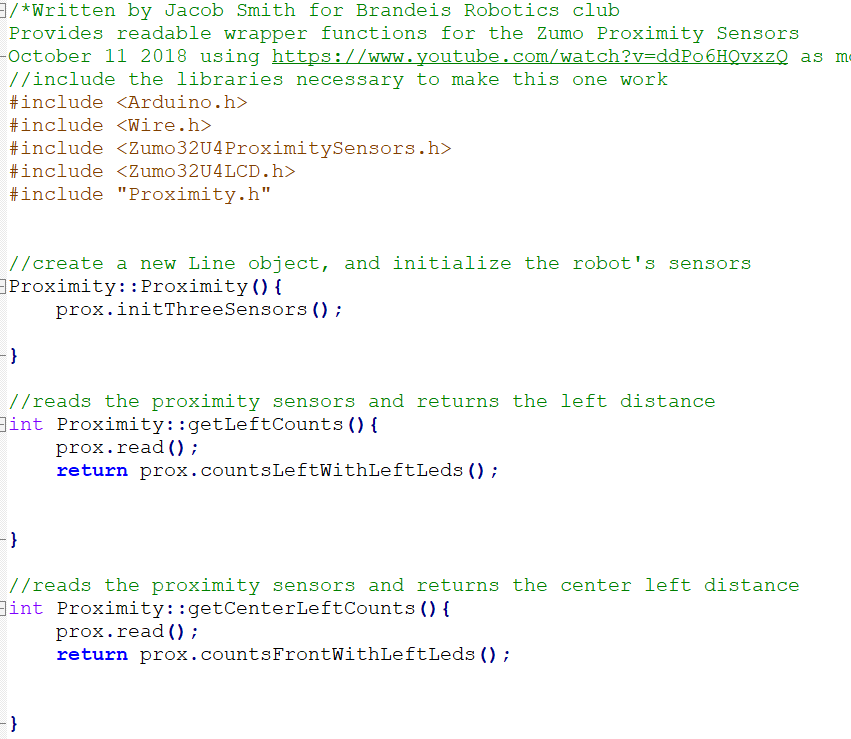 /*Written by Jacob Smith for Brandeis Robotics club
Provides readable wrapper functions for the Zumo Proximity Sensors
October 11 2018 using https://www.youtube.com/watch?v=ddPo6HQvxzQ as
//include the libraries necessary to make this one work
#include <Arduino.h>
#include <Wire.h>
#include <Zumo32U4ProximitySensors.h>
#include <Zumo32U4LCD.h>
#include "Proximity.h"
//create a new Line object, and initialize the robot's sensors
Proximity::Proximity(){
prox.initThreeSensors();
}
//reads the proximity sensors and returns the left distance
int Proximity::getLeftCounts(){
prox.read();
return prox.countsLeftWithLeftLeds();
}
//reads the proximity sensors and returns the center left distance
int Proximity::getCenterLeftCounts(){
prox.read();
return prox.countsFrontWithLeftLeds();
}